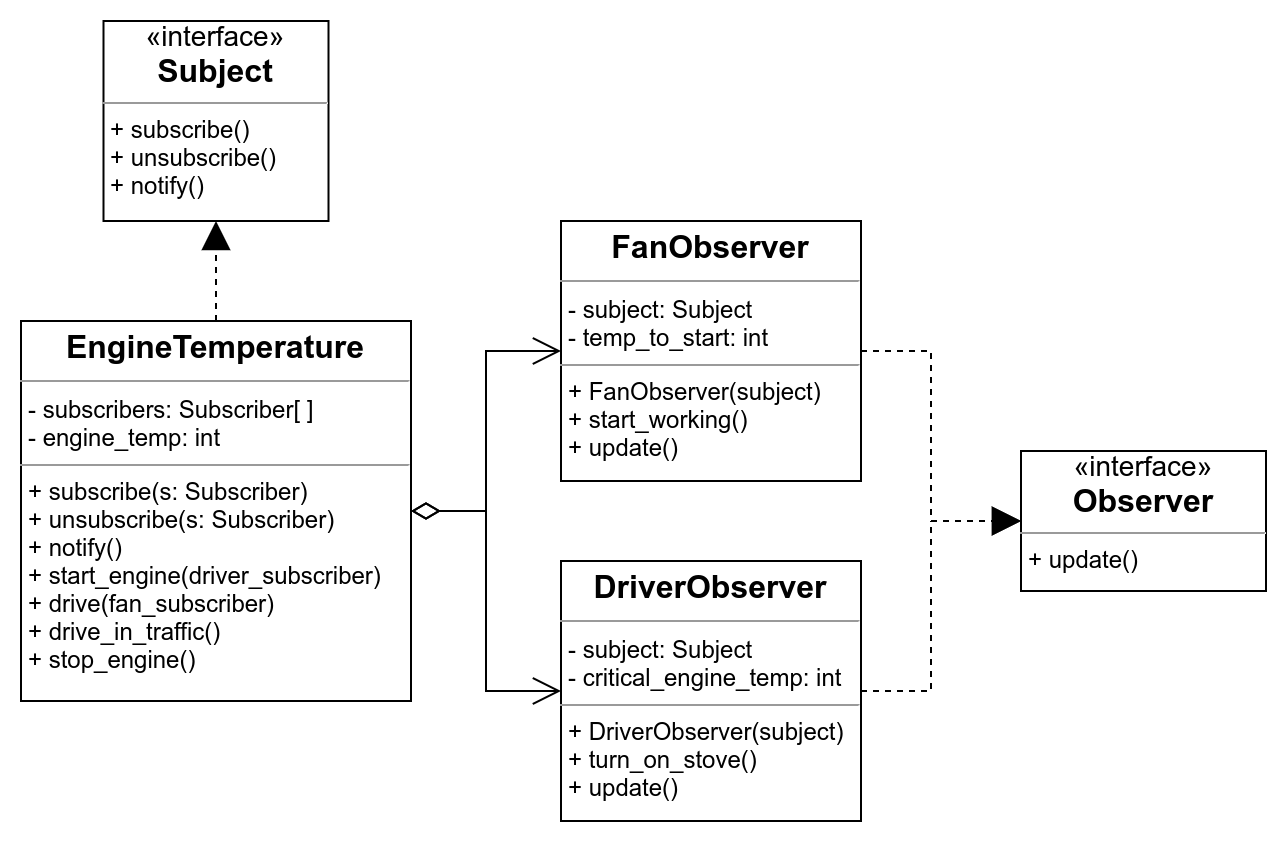 «interface»
Subject
+ subscribe()
+ unsubscribe()
+ notify()
EngineTemperature
- subscribers: Subscriber[ ]
- engine_temp: int
+ subscribe(s: Subscriber)
+ unsubscribe(s: Subscriber)
+ notify()
+ start_engine(driver_subscriber)
+ drive(fan_subscriber)
+ drive_in_traffic()
+ stop_engine()
FanObserver
- subject: Subject
- temp_to_start: int
+ FanObserver(subject)
+ start_working()
+ update()
DriverObserver
- subject: Subject
- critical_engine_temp: int
+ DriverObserver(subject)
+ turn_on_stove()
+ update()
«interface»
Observer
+ update()